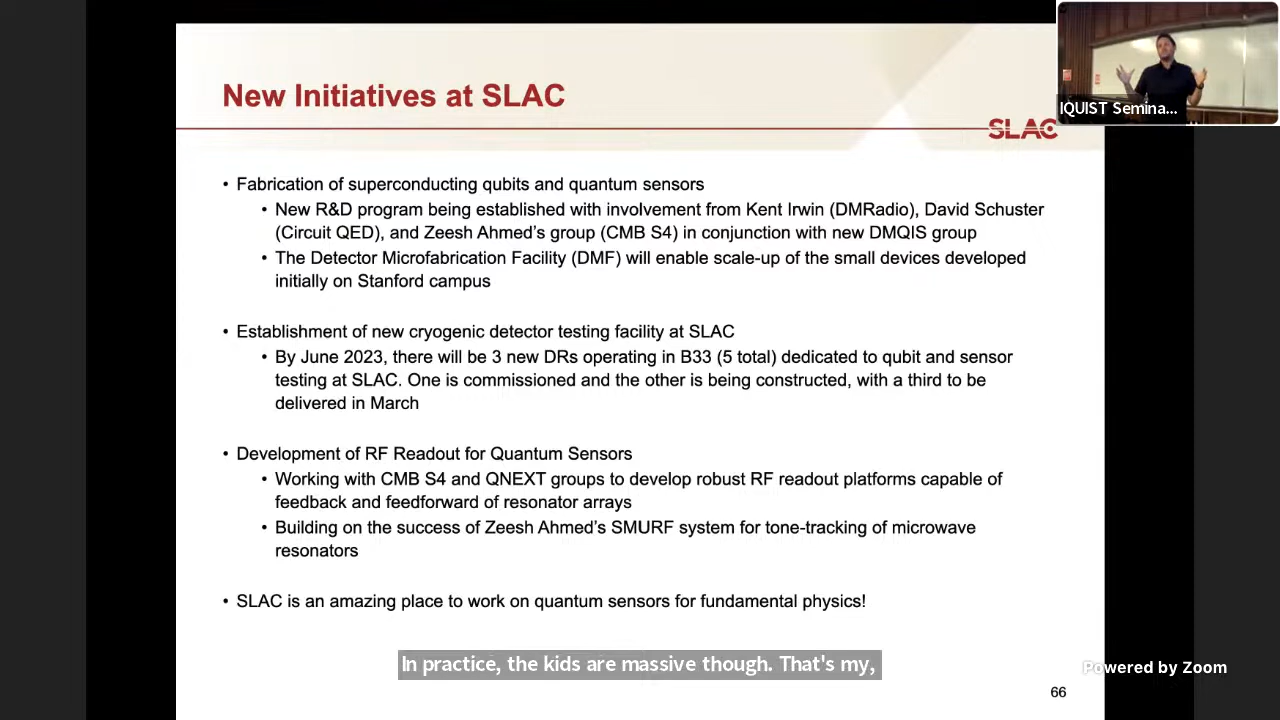 New Initiatives at SLAC
IQUIST Semina...
SLAC
• Fabrication of superconducting qubits and quantum sensors
• New R&D program being established with involvement from Kent Irwin (DMRadio), David Schuster
(Circuit QED), and Zeesh Ahmed's group (CMB S4) in conjunction with new DMQIS group
• The Detector Microfabrication Facility (DMF) will enable scale-up of the small devices developed
initially on Stanford campus
• Establishment of new cryogenic detector testing facility at SLAC
• By June 2023, there will be 3 new DRs operating in B33 (5 total) dedicated to qubit and sensor
testing at SLAC. One is commissioned and the other is being constructed, with a third to be
delivered in March
• Development of RF Readout for Quantum Sensors
• Working with CMB S4 and QNEXT groups to develop robust RF readout platforms capable of
feedback and feedforward of resonator arrays
• Building on the success of Zeesh Ahmed's SMURF system for tone-tracking of microwave
resonators
• SLAC is an amazing place to work on quantum sensors for fundamental physics!
In practice, the kids are massive though. That's my,
Powered by Zoom
66